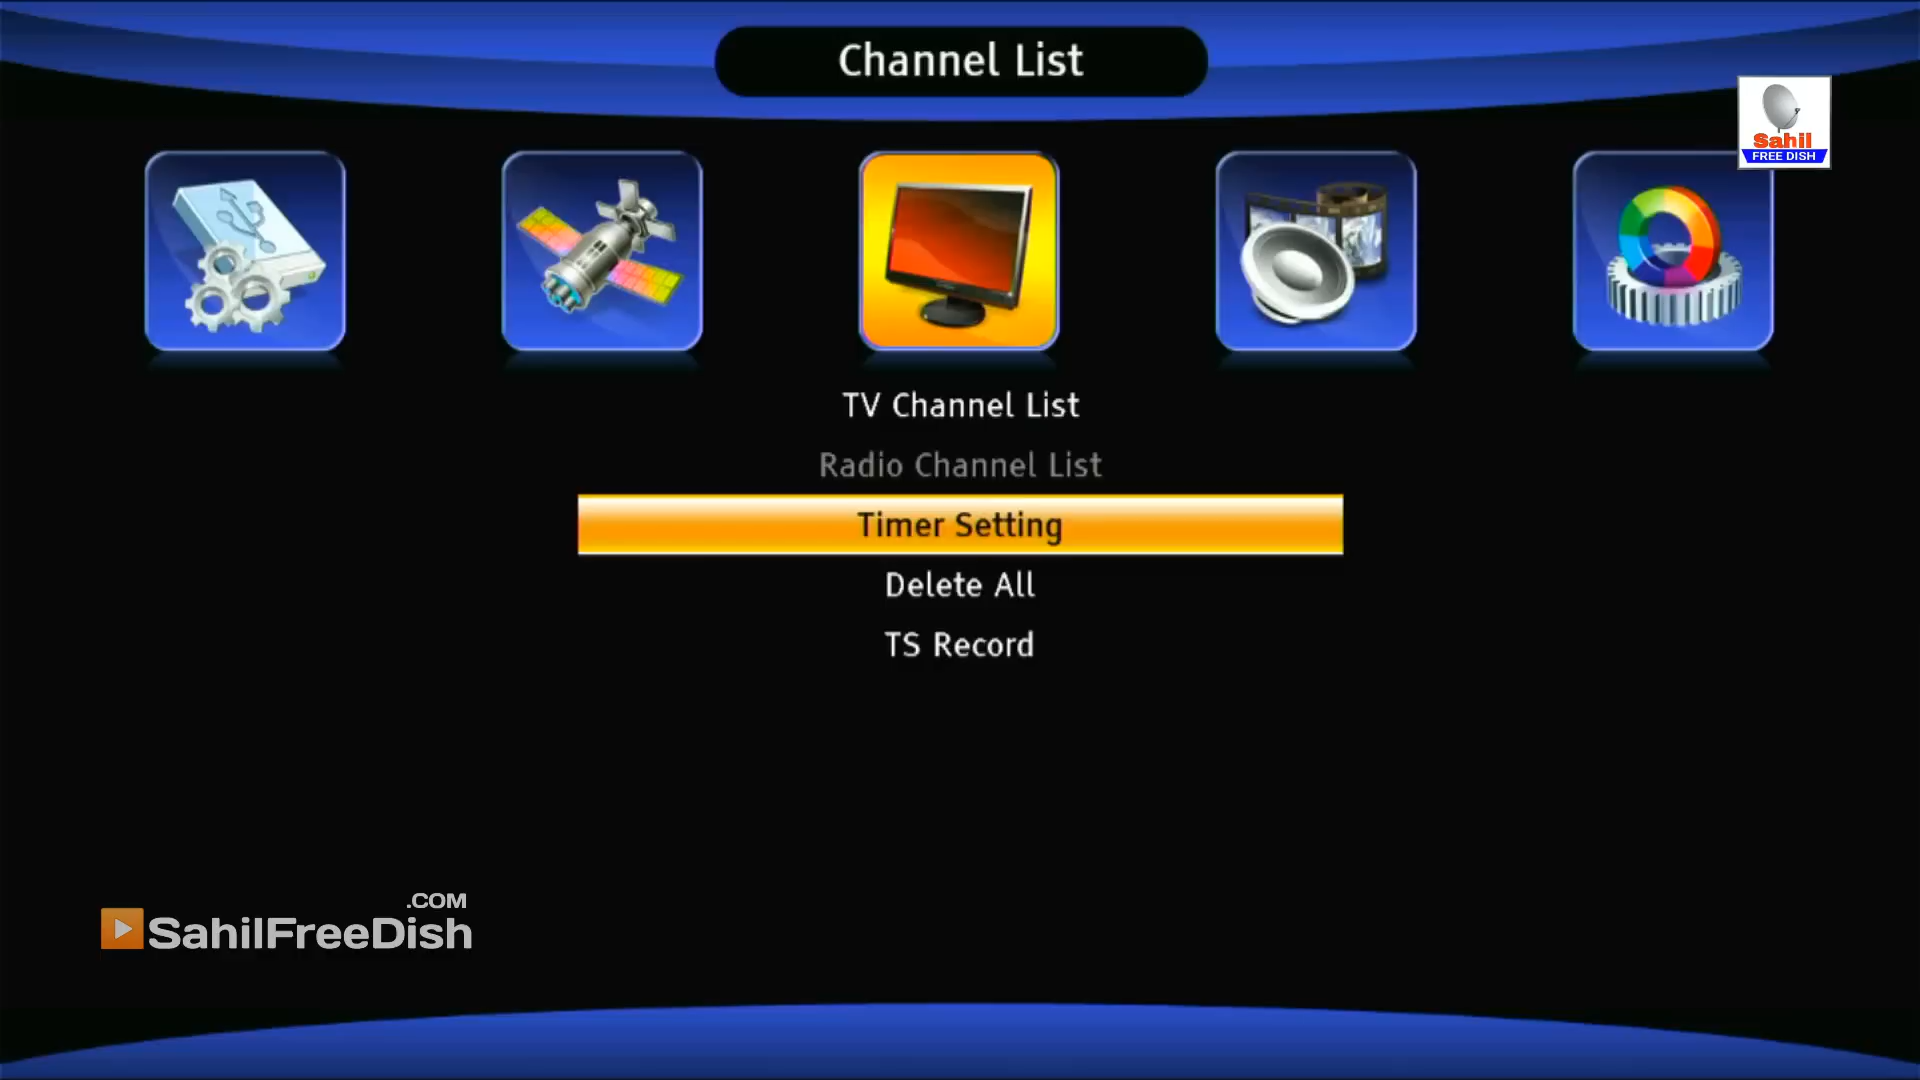 Channel List
Sahil
FREE DISH
TV Channel List
Radio Channel List
Timer Setting
Delete All
TS Record
.COM
SahilFreeDish